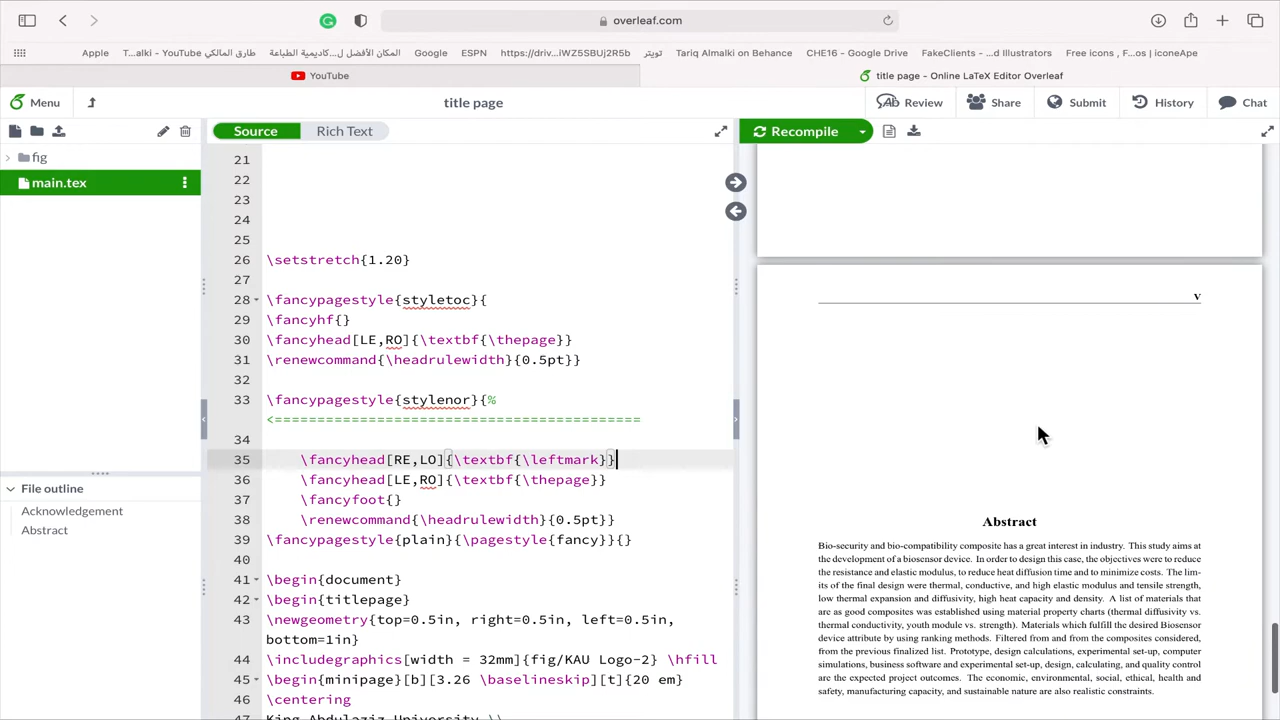 overleaf.com
Apple
طارق المالكي - YouTube
T...alki
المكان الأفضل ل...كاديمية الطباعة
Google
ESPN
https://driv...iWZ5SBUj2R5b
تويتر
Tariq Almalki on Behance
CHE16 - Google Drive
FakeClients - ...d Illustrators
Free icons , F...os | iconeApe
YouTube
title page - Online LaTeX Editor Overleaf
Menu
title page
Review
Share
Submit
History
Chat
Source
Rich Text
Recompile
fig
main.tex
File outline
Acknowledgement
Abstract
21
22
23
24
25
26 \setstretch{1.20}
27
28 \fancypagestyle{styletoc}{
29 \fancyhf{}
30 \fancyhead[LE,RO]{\textbf{\thepage}}
31 \renewcommand{\headrulewidth}{0.5pt}}
32
33 \fancypagestyle{stylenor}{%
<===========================================
34
35 \fancyhead[RE,LO]{\textbf{\leftmark}}
36 \fancyhead[LE,RO]{\textbf{\thepage}}
37 \fancyfoot{}
38 \renewcommand{\headrulewidth}{0.5pt}}
39 \fancypagestyle{plain}{\pagestyle{fancy}}{}
40
41 \begin{document}
42 \begin{titlepage}
43 \newgeometry{top=0.5in, right=0.5in, left=0.5in,
bottom=1in}
44 \includegraphics[width = 32mm]{fig/KAU Logo-2} \hfill
45 \begin{minipage}[b][3.26 \baselineskip][t]{20 em}
46 \centering
47 King Abdulaziz University \\
v
Abstract
Bio-security and bio-compatibility composite has a great interest in industry. This study aims at
the development of a biosensor device. In order to design this case, the objectives were to reduce
the resistance and elastic modulus, to reduce heat diffusion time and to minimize costs. The lim-
its of the final design were thermal, conductive, and high elastic modulus and tensile strength,
low thermal expansion and diffusivity, high heat capacity and density. A list of materials that
are as good composites was established using material property charts (thermal diffusivity vs.
thermal conductivity, youth module vs. strength). Materials which fulfill the desired Biosensor
device attribute by using ranking methods. Filtered from and from the composites considered,
from the previous finalized list. Prototype, design calculations, experimental set-up, computer
simulations, business software and experimental set-up, design, calculating, and quality control
are the expected project outcomes. The economic, environmental, social, ethical, health and
safety, manufacturing capacity, and sustainable nature are also realistic constraints.